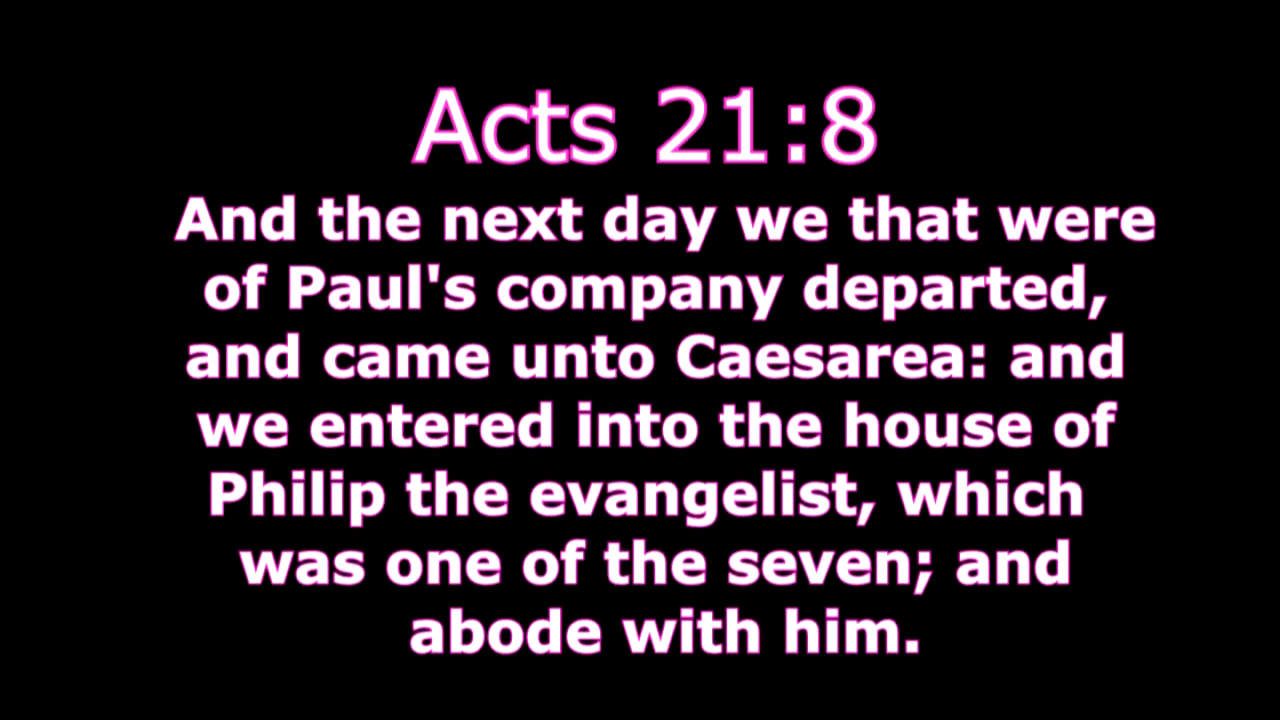 Acts 21:8
And the next day we that were
of Paul's company departed,
and came unto Caesarea: and
we entered into the house of
Philip the evangelist, which
was one of the seven; and
abode with him.